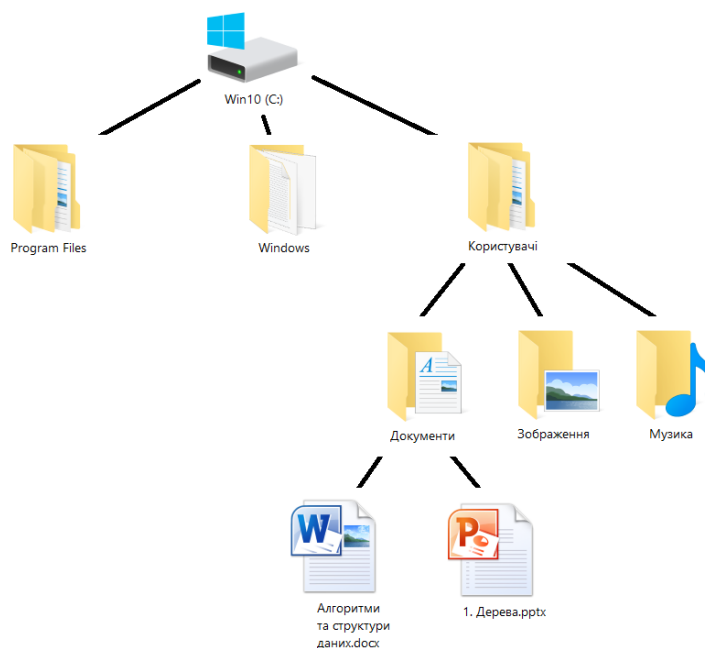 Win10 (C:)
Program Files
Windows
Користувачі
Документи
Зображення
Музика
Алгоритми
та структури
даних.docx
1. Дерева.pptx